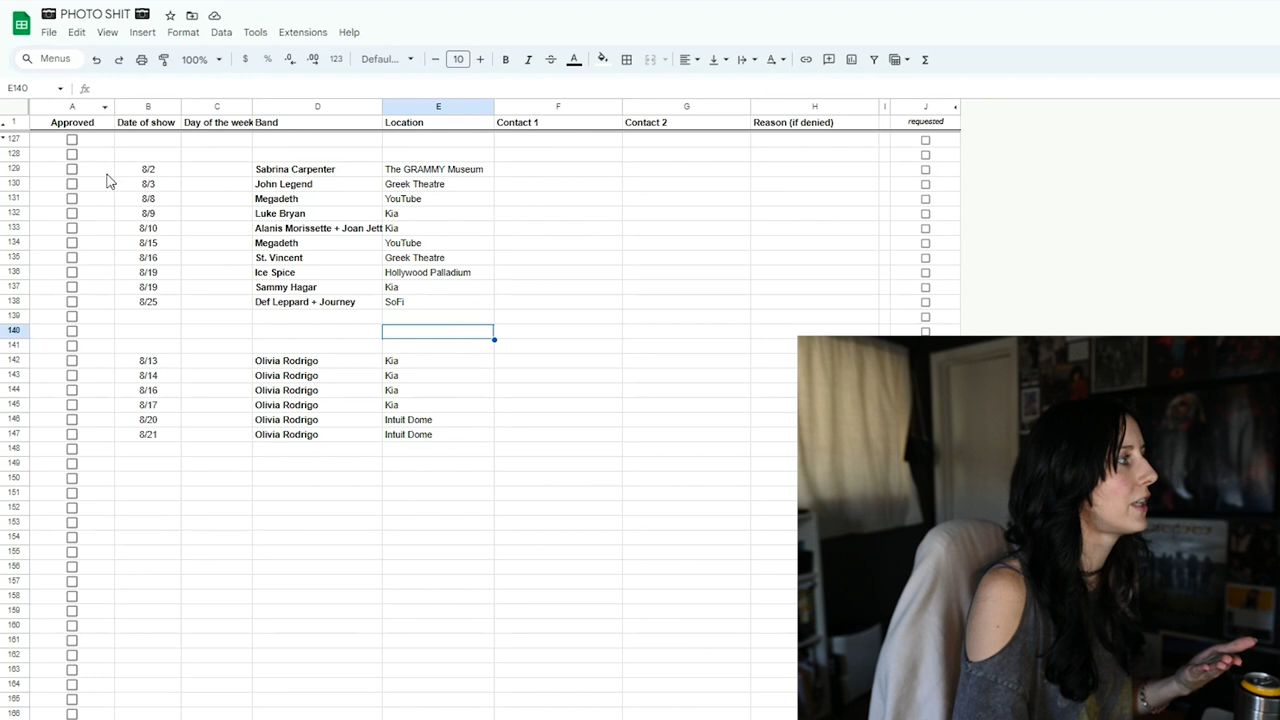 PHOTO SHIT
File Edit View Insert Format Data Tools Extensions Help
Menus 100% $ % .0 .00 123 Defaul... 10 B I A
E140 fx
A B C D E F G H I J
1 Approved Date of show Day of the week Band Location Contact 1 Contact 2 Reason (if denied) requested
127
128
129 8/2 Sabrina Carpenter The GRAMMY Museum
130 8/3 John Legend Greek Theatre
131 8/8 Megadeth YouTube
132 8/9 Luke Bryan Kia
133 8/10 Alanis Morissette + Joan Jett Kia
134 8/15 Megadeth YouTube
135 8/16 St. Vincent Greek Theatre
136 8/19 Ice Spice Hollywood Palladium
137 8/19 Sammy Hagar Kia
138 8/25 Def Leppard + Journey SoFi
139
140
141
142 8/13 Olivia Rodrigo Kia
143 8/14 Olivia Rodrigo Kia
144 8/16 Olivia Rodrigo Kia
145 8/17 Olivia Rodrigo Kia
146 8/20 Olivia Rodrigo Intuit Dome
147 8/21 Olivia Rodrigo Intuit Dome
148
149
150
151
152
153
154
155
156
157
158
159
160
161
162
163
164
165
166